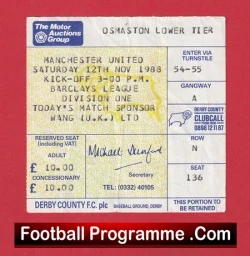 The Motor
Auctions
Group
OSMASTON LOWER TIER
MANCHESTER UNITED
SATURDAY 12TH NOV 1988
KICK-OFF 3-00 P.M.
BARCLAYS LEAGUE
DIVISION ONE
TODAY'S MATCH SPONSOR
WANG (U.K.) LTD
ENTER VIA
TURNSTILE
54-55
GANGWAY
A
DERBY COUNTY
CLUBCALL
0898 12 11 87
RESERVED SEAT
(including VAT)
ADULT
£ 10.00
CONCESSIONARY
£ 10.00
SECRETARY
TEL: (0332) 40105
ROW
N
SEAT
136
THIS PORTION TO
BE RETAINED
DERBY COUNTY F.C. plc
BASEBALL GROUND, DERBY
Football Programme .Com